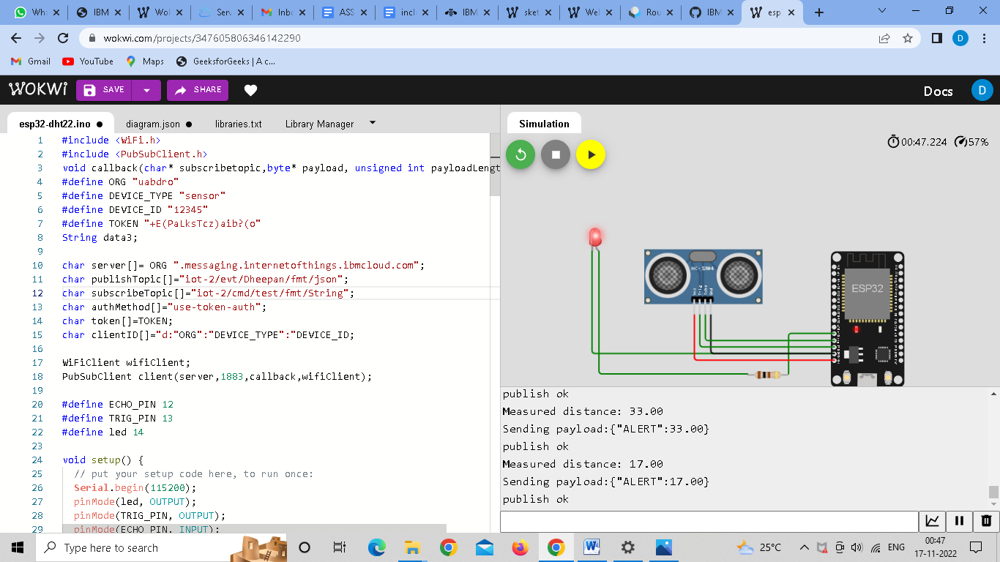 Wha
IBM
Wok
Serv
Inbo
ASS
inclu
IBM
ket
Wel
Rou
IBM
esp
wokwi.com/projects/347605806346142290
D
Gmail
YouTube
Maps
GeeksforGeeks | A c...
WOKWI
SAVE
SHARE
Docs
D
esp32-dht22.ino
diagram.json
libraries.txt
Library Manager
1 #include <WiFi.h>
2 #include <PubSubClient.h>
3 void callback(char* subscribetopic,byte* payload, unsigned int payloadLengt
4 #define ORG "uabdro"
5 #define DEVICE_TYPE "sensor"
6 #define DEVICE_ID "12345"
7 #define TOKEN "+E(PaLksTcz)aib?(o"
8 String data3;
9
10 char server[]= ORG ".messaging.internetofthings.ibmcloud.com";
11 char publishTopic[]="iot-2/evt/Dheepan/fmt/json";
12 char subscribeTopic[]="iot-2/cmd/test/fmt/String";
13 char authMethod[]="use-token-auth";
14 char token[]=TOKEN;
15 char clientID[]="d:"ORG":"DEVICE_TYPE":"DEVICE_ID;
16
17 WiFiClient wifiClient;
18 PubSubClient client(server,1883,callback,wifiClient);
19
20 #define ECHO_PIN 12
21 #define TRIG_PIN 13
22 #define led 14
23
24 void setup() {
25 // put your setup code here, to run once:
26 Serial.begin(115200);
27 pinMode(led, OUTPUT);
28 pinMode(TRIG_PIN, OUTPUT);
29 pinMode(ECHO_PIN, INPUT);
Simulation
00:47.224
57%
HC-SR04
ESP32
publish ok
Measured distance: 33.00
Sending payload:{"ALERT":33.00}
publish ok
Measured distance: 17.00
Sending payload:{"ALERT":17.00}
publish ok
Type here to search
25°C
ENG
00:47
17-11-2022